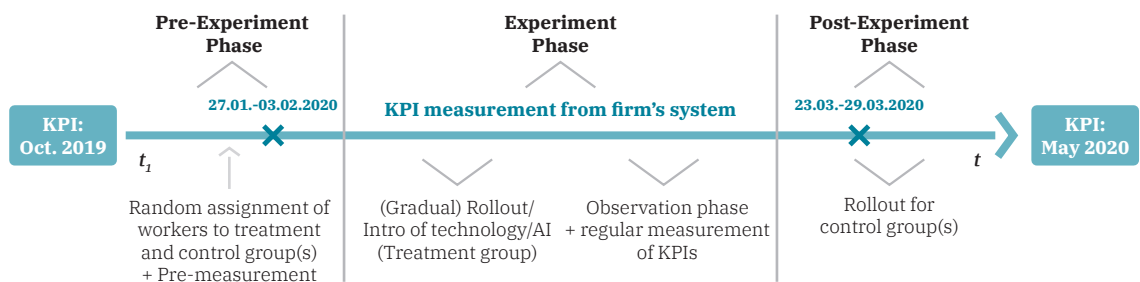 Pre-Experiment
Phase
Experiment
Phase
Post-Experiment
Phase
27.01.-03.02.2020
KPI measurement from firm's system
23.03.-29.03.2020
KPI:
Oct. 2019
KPI:
May 2020
t1
t
Random assignment of
workers to treatment
and control group(s)
+ Pre-measurement
(Gradual) Rollout/
Intro of technology/AI
(Treatment group)
Observation phase
+ regular measurement
of KPIs
Rollout for
control group(s)